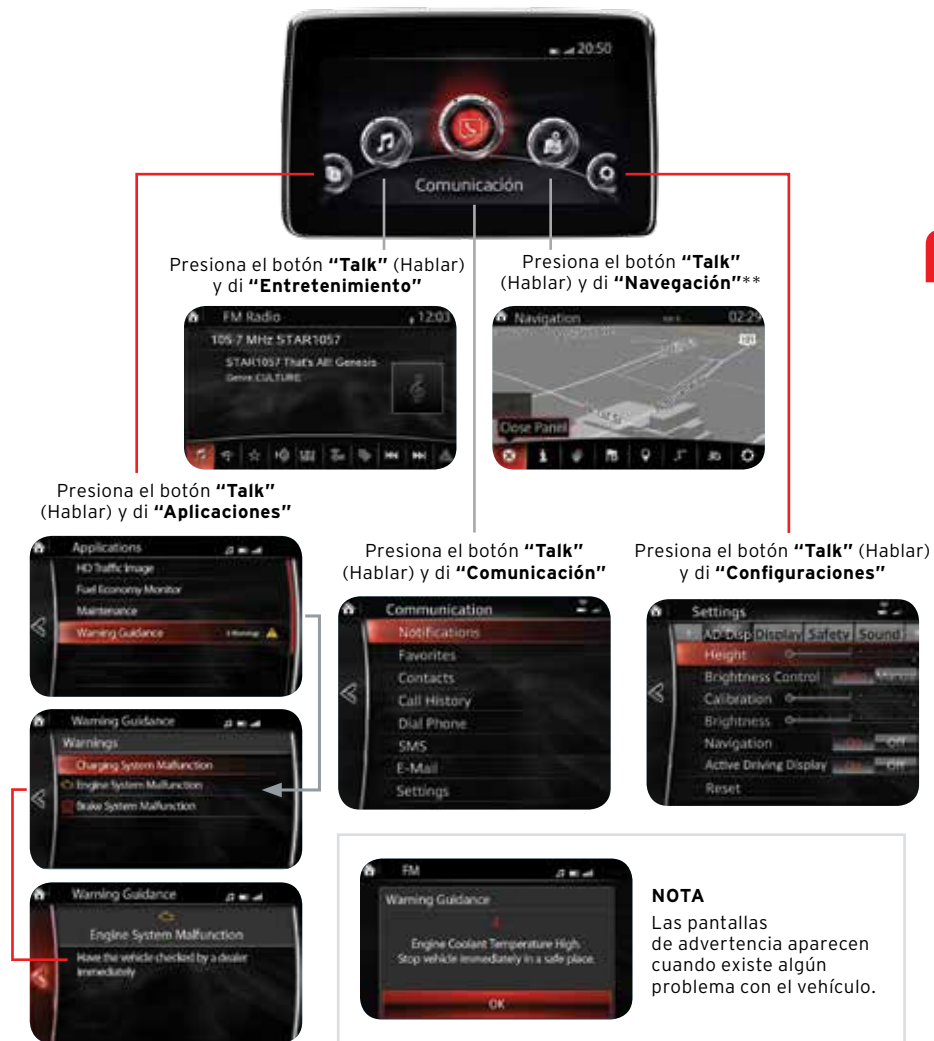 20:50
Comunicación
Presiona el botón “Talk” (Hablar)
y di “Entretenimiento”
Presiona el botón “Talk”
(Hablar) y di “Navegación”**
FM Radio
12:03
105.7 MHz STAR1057
STAR1057 That's All! Genesis
Genre CULTURE
Navigation
02:29
Close Panel
Presiona el botón “Talk”
(Hablar) y di “Aplicaciones”
Applications
HD Traffic Image
Fuel Economy Monitor
Maintenance
Warning Guidance
Warning Guidance
Warnings
Charging System Malfunction
Engine System Malfunction
Brake System Malfunction
Warning Guidance
Engine System Malfunction
Have the vehicle checked by a dealer
immediately
Presiona el botón “Talk”
(Hablar) y di “Comunicación”
Communication
Notifications
Favorites
Contacts
Call History
Dial Phone
SMS
E-Mail
Settings
Presiona el botón “Talk” (Hablar)
y di “Configuraciones”
Settings
AD-Disp Display Safety Sound
Height
Brightness Control
Calibration
Brightness
Navigation On Off
Active Driving Display On Off
Reset
FM
Warning Guidance
Engine Coolant Temperature High.
Stop vehicle immediately in a safe place.
OK
NOTA
Las pantallas
de advertencia aparecen
cuando existe algún
problema con el vehículo.